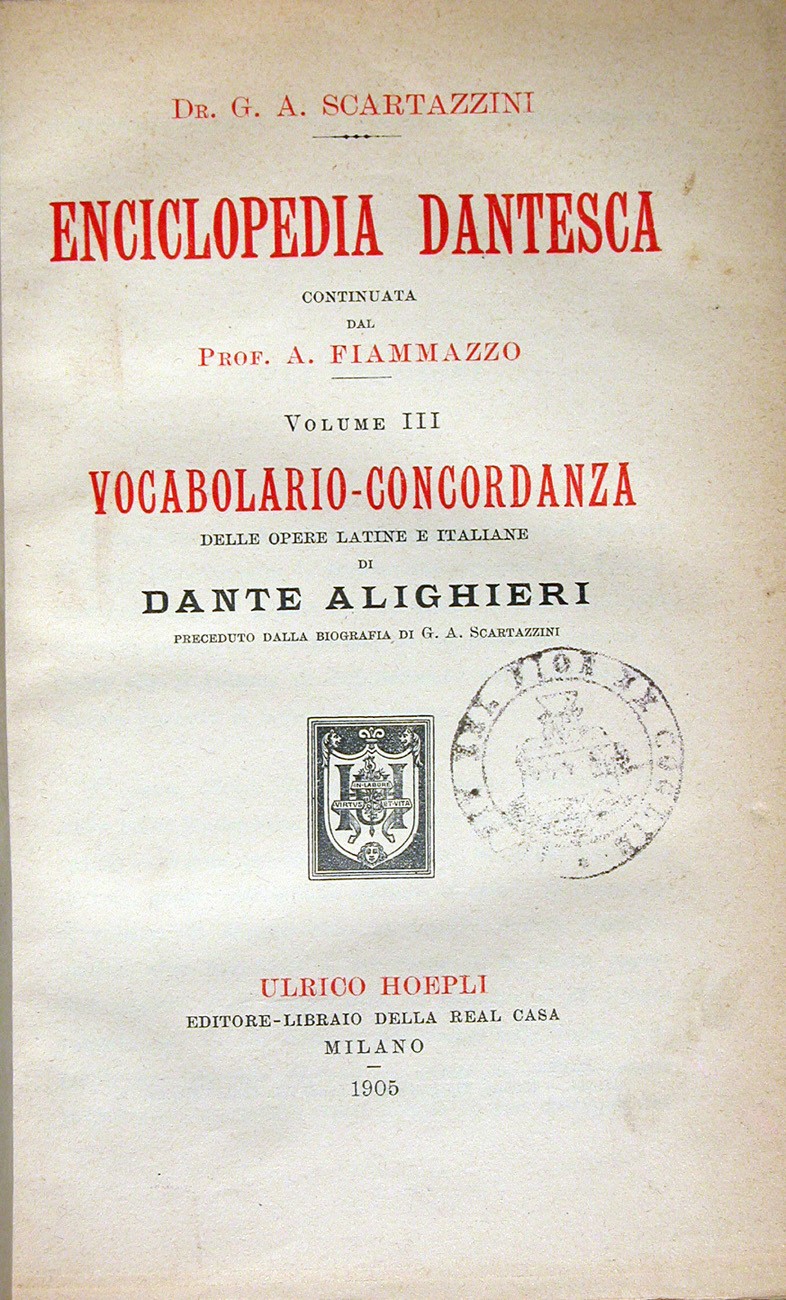 DR. G. A. SCARTAZZINI
ENCICLOPEDIA DANTESCA
CONTINUATA
DAL
PROF. A. FIAMMAZZO
VOLUME III
VOCABOLARIO-CONCORDANZA
DELLE OPERE LATINE E ITALIANE
DI
DANTE ALIGHIERI
PRECEDUTO DALLA BIOGRAFIA DI G. A. SCARTAZZINI
IN·LABORE
VIRTVS ET·VITA
ULRICO HOEPLI
EDITORE-LIBRAIO DELLA REAL CASA
MILANO
1905